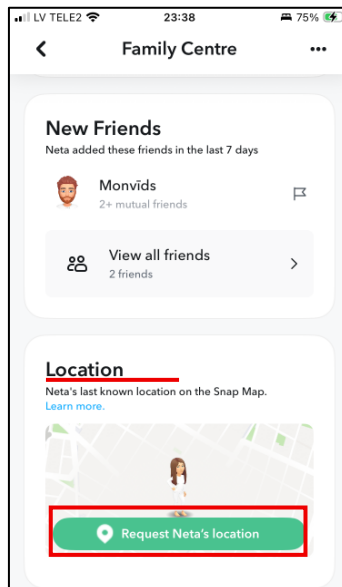 LV TELE2 23:38 75%
Family Centre
New Friends
Neta added these friends in the last 7 days
Monvīds
2+ mutual friends
View all friends
2 friends
Location
Neta's last known location on the Snap Map.
Learn more.
Request Neta's location